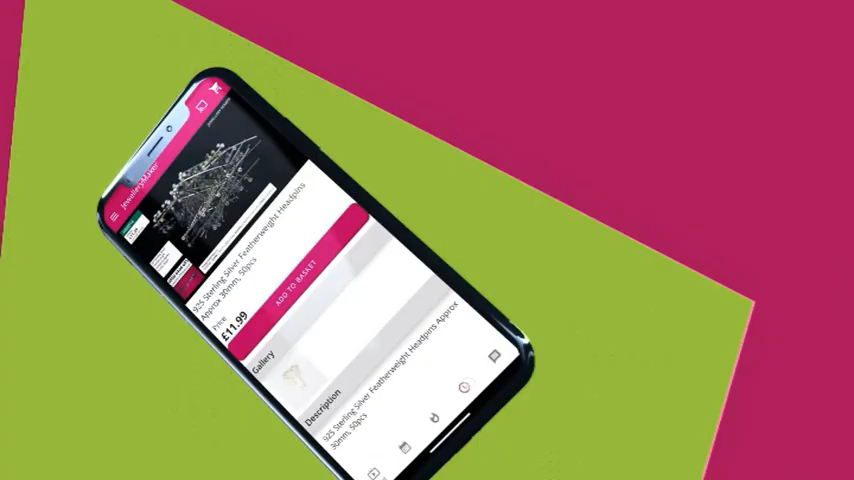 JewelleryMaker
925 Sterling Silver Featherweight Headpins
Approx 30mm, 50pcs
Price
£11.99
ADD TO BASKET
Gallery
Description
925 Sterling Silver Featherweight Headpins Approx
30mm, 50pcs